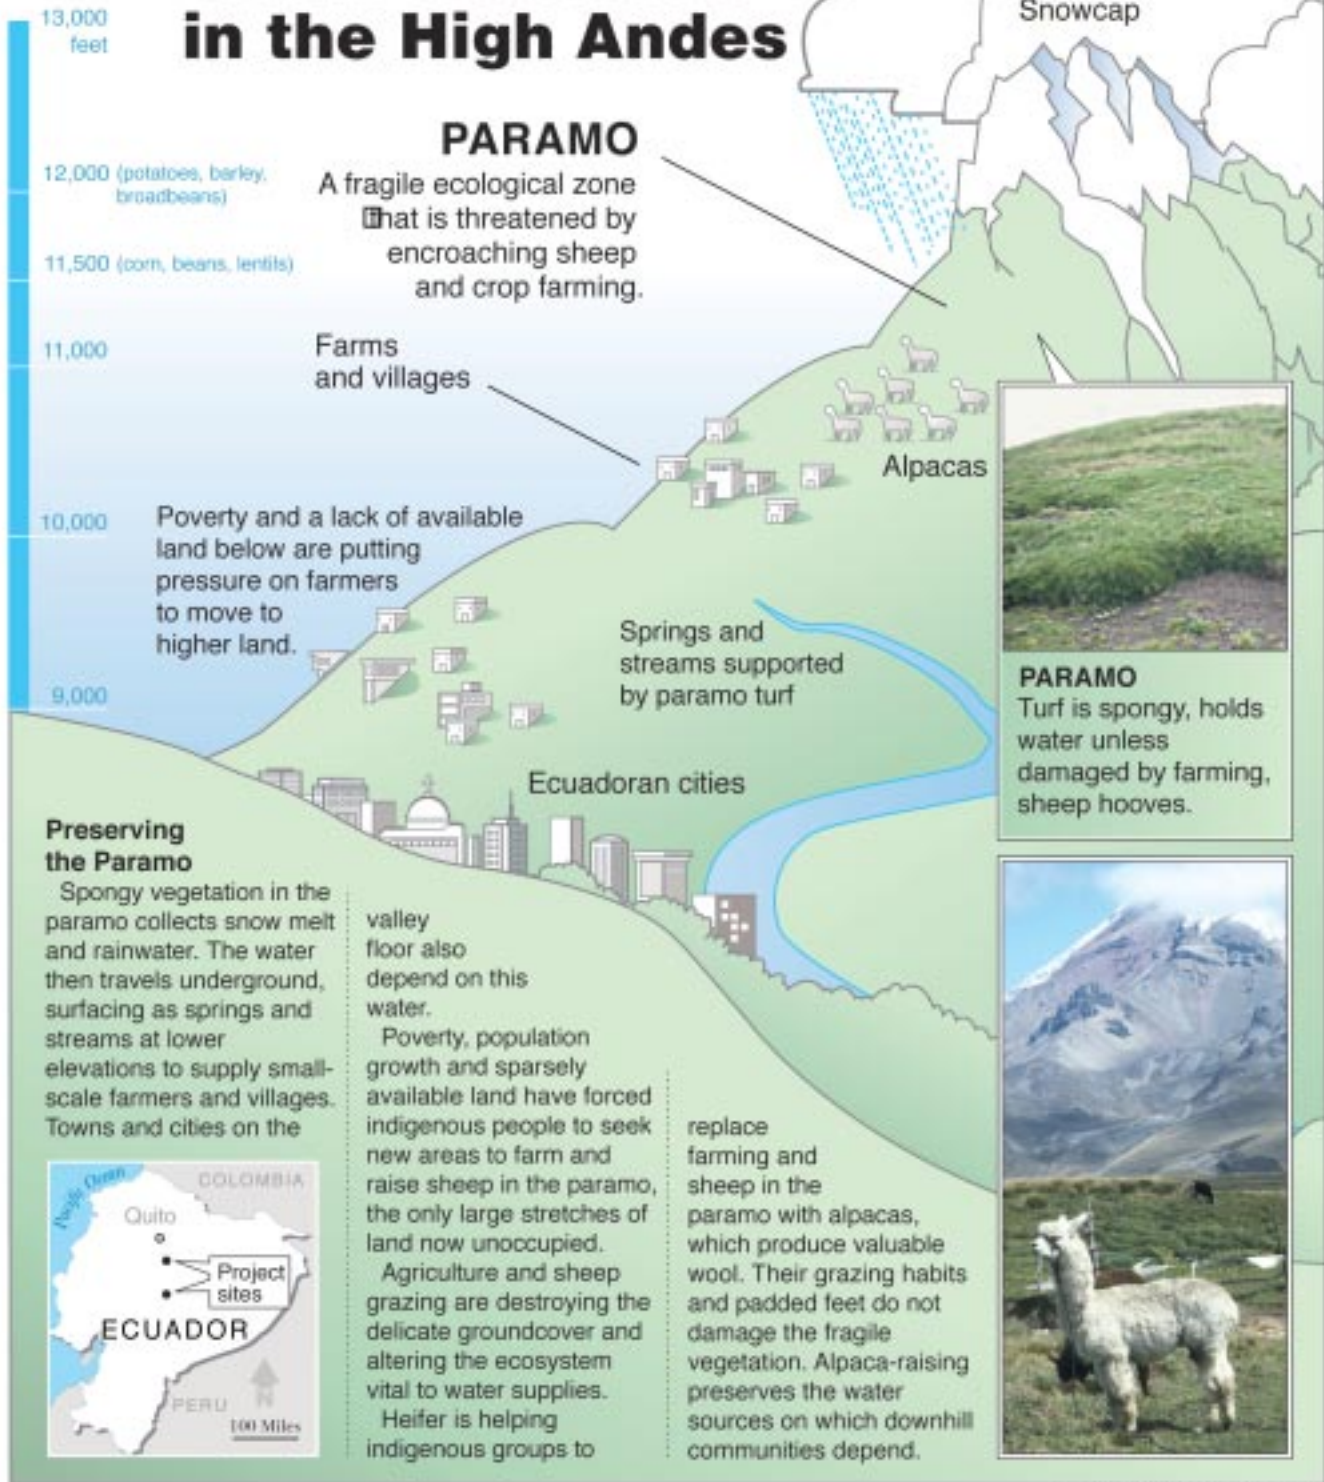 in the High Andes
13,000
feet
12,000 (potatoes, barley,
broadbeans)
11,500 (corn, beans, lentils)
11,000
10,000
9,000
Snowcap
PARAMO
A fragile ecological zone
That is threatened by
encroaching sheep
and crop farming.
Farms
and villages
Alpacas
Poverty and a lack of available
land below are putting
pressure on farmers
to move to
higher land.
Springs and
streams supported
by paramo turf
Ecuadoran cities
PARAMO
Turf is spongy, holds
water unless
damaged by farming,
sheep hooves.
Preserving
the Paramo
Spongy vegetation in the
paramo collects snow melt
and rainwater. The water
then travels underground,
surfacing as springs and
streams at lower
elevations to supply small-
scale farmers and villages.
Towns and cities on the
valley
floor also
depend on this
water.
Poverty, population
growth and sparsely
available land have forced
indigenous people to seek
new areas to farm and
raise sheep in the paramo,
the only large stretches of
land now unoccupied.
Agriculture and sheep
grazing are destroying the
delicate groundcover and
altering the ecosystem
vital to water supplies.
Heifer is helping
indigenous groups to
replace
farming and
sheep in the
paramo with alpacas,
which produce valuable
wool. Their grazing habits
and padded feet do not
damage the fragile
vegetation. Alpaca-raising
preserves the water
sources on which downhill
communities depend.
Pacific Ocean
COLOMBIA
Quito
Project
sites
ECUADOR
PERU
N
100 Miles